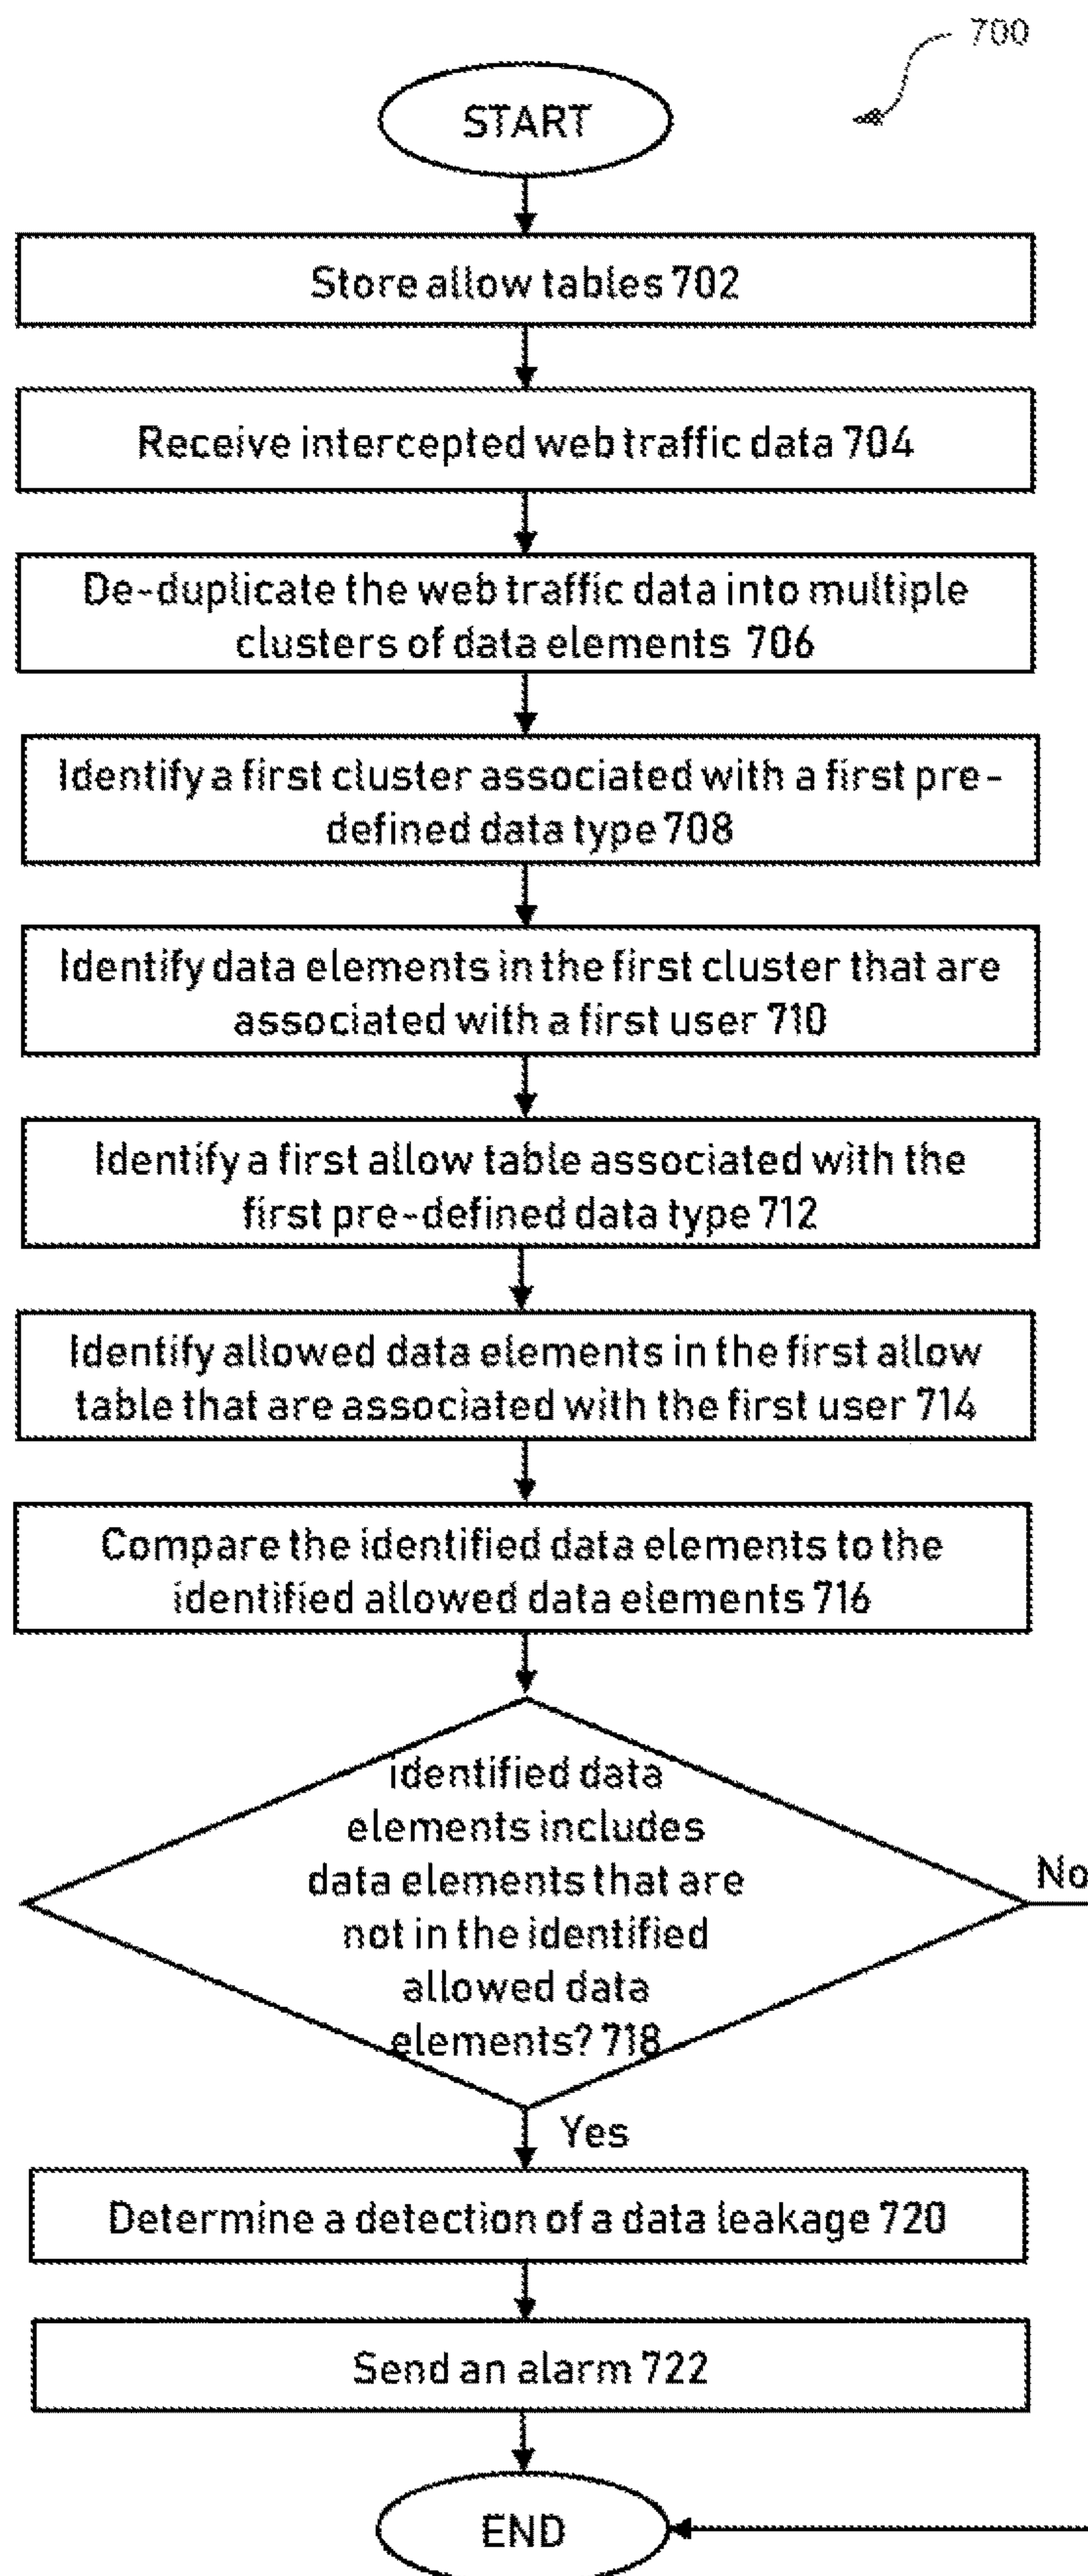 700
START
Store allow tables 702
Receive intercepted web traffic data 704
De-duplicate the web traffic data into multiple
clusters of data elements 706
Identify a first cluster associated with a first pre-
defined data type 708
Identify data elements in the first cluster that are
associated with a first user 710
Identify a first allow table associated with the
first pre-defined data type 712
Identify allowed data elements in the first allow
table that are associated with the first user 714
Compare the identified data elements to the
identified allowed data elements 716
identified data
elements includes
data elements that are
not in the identified
allowed data
elements? 718
No
Yes
Determine a detection of a data leakage 720
Send an alarm 722
END